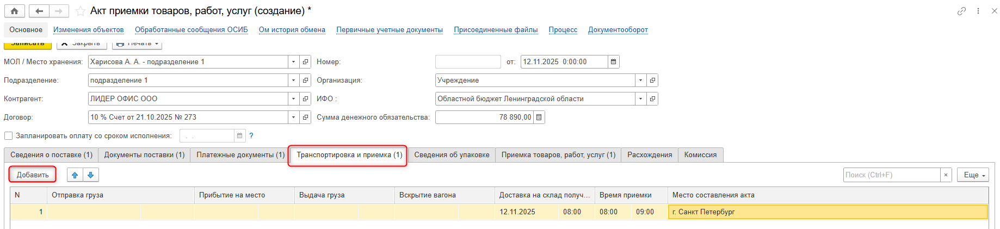 Акт приемки товаров, работ, услуг (создание) *
Основное Изменения объектов Обработанные сообщения ОСИБ Ом история обмена Первичные учетные документы Присоединенные файлы Процесс Документооборот
Записать Закрыть Печать
МОЛ / Место хранения: Харисова А. А. - подразделение 1 Номер: от: 12.11.2025 0:00:00
Подразделение: подразделение 1 Организация: Учреждение
Контрагент: ЛИДЕР ОФИС ООО ИФО : Областной бюджет Ленинградской области
Договор: 10 % Счет от 21.10.2025 № 273 Сумма денежного обязательства: 78 890,00
Запланировать оплату со сроком исполнения: . . ?
Сведения о поставке (1) Документы поставки (1) Платежные документы (1) Транспортировка и приемка (1) Сведения об упаковке Приемка товаров, работ, услуг (1) Расхождения Комиссия
Добавить Поиск (Ctrl+F) × Еще
N Отправка груза Прибытие на место Выдача груза Вскрытие вагона Доставка на склад получ... Время приемки Место составления акта
1 12.11.2025 08:00 08:00 09:00 г. Санкт Петербург